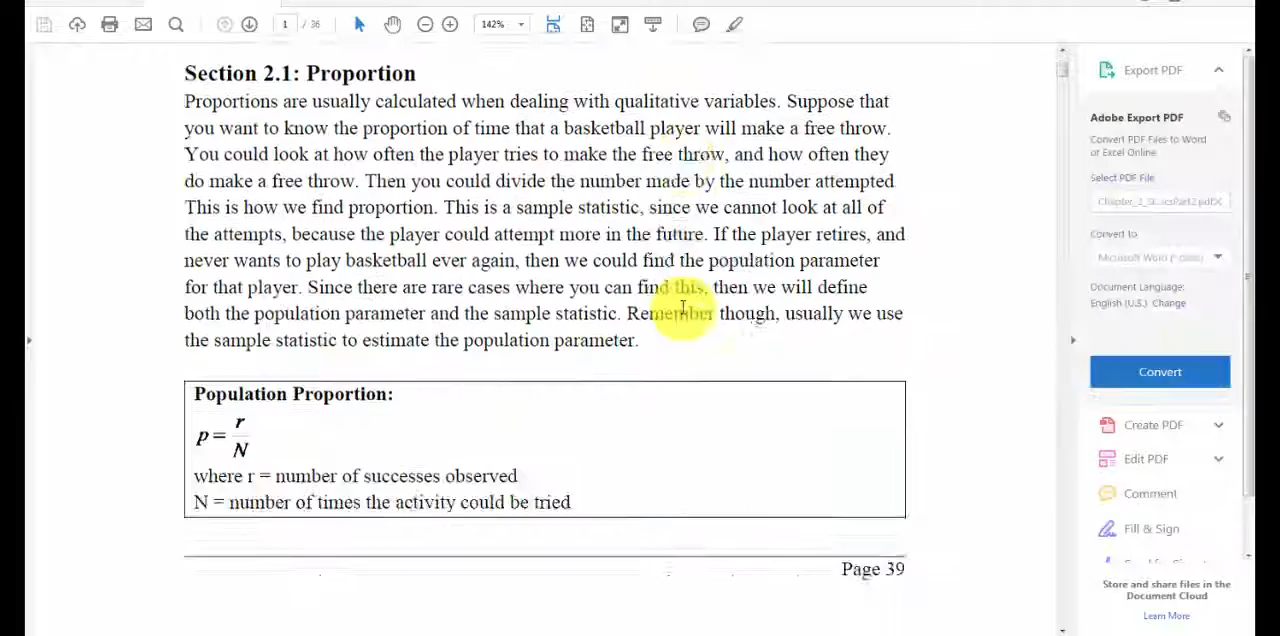 1 / 36
142%
Section 2.1: Proportion
Proportions are usually calculated when dealing with qualitative variables. Suppose that
you want to know the proportion of time that a basketball player will make a free throw.
You could look at how often the player tries to make the free throw, and how often they
do make a free throw. Then you could divide the number made by the number attempted
This is how we find proportion. This is a sample statistic, since we cannot look at all of
the attempts, because the player could attempt more in the future. If the player retires, and
never wants to play basketball ever again, then we could find the population parameter
for that player. Since there are rare cases where you can find this, then we will define
both the population parameter and the sample statistic. Remember though, usually we use
the sample statistic to estimate the population parameter.
Population Proportion:
p = r
N
where r = number of successes observed
N = number of times the activity could be tried
Page 39
Export PDF
Adobe Export PDF
Convert PDF Files to Word
or Excel Online
Select PDF File
Convert to
Microsoft Word
Document Language:
English (U.S.) Change
Convert
Create PDF
Edit PDF
Comment
Fill & Sign
Store and share files in the
Document Cloud
Learn More